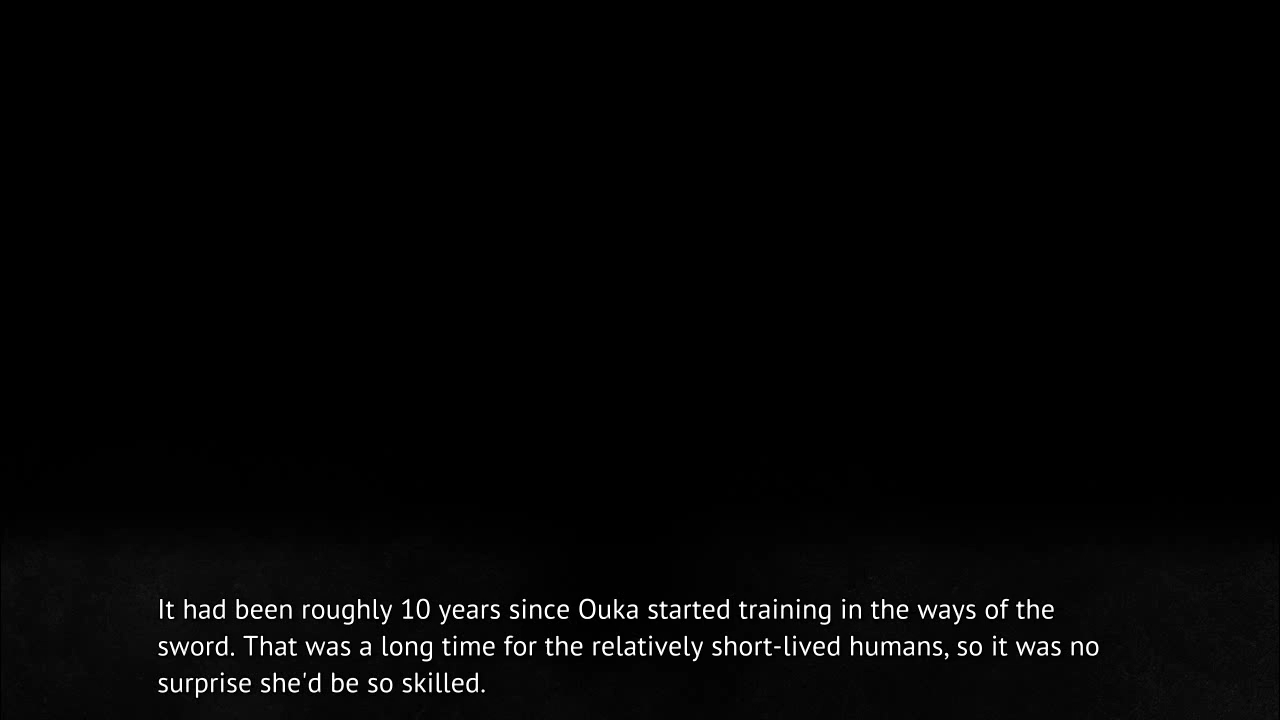 It had been roughly 10 years since Ouka started training in the ways of the
sword. That was a long time for the relatively short-lived humans, so it was no
surprise she'd be so skilled.